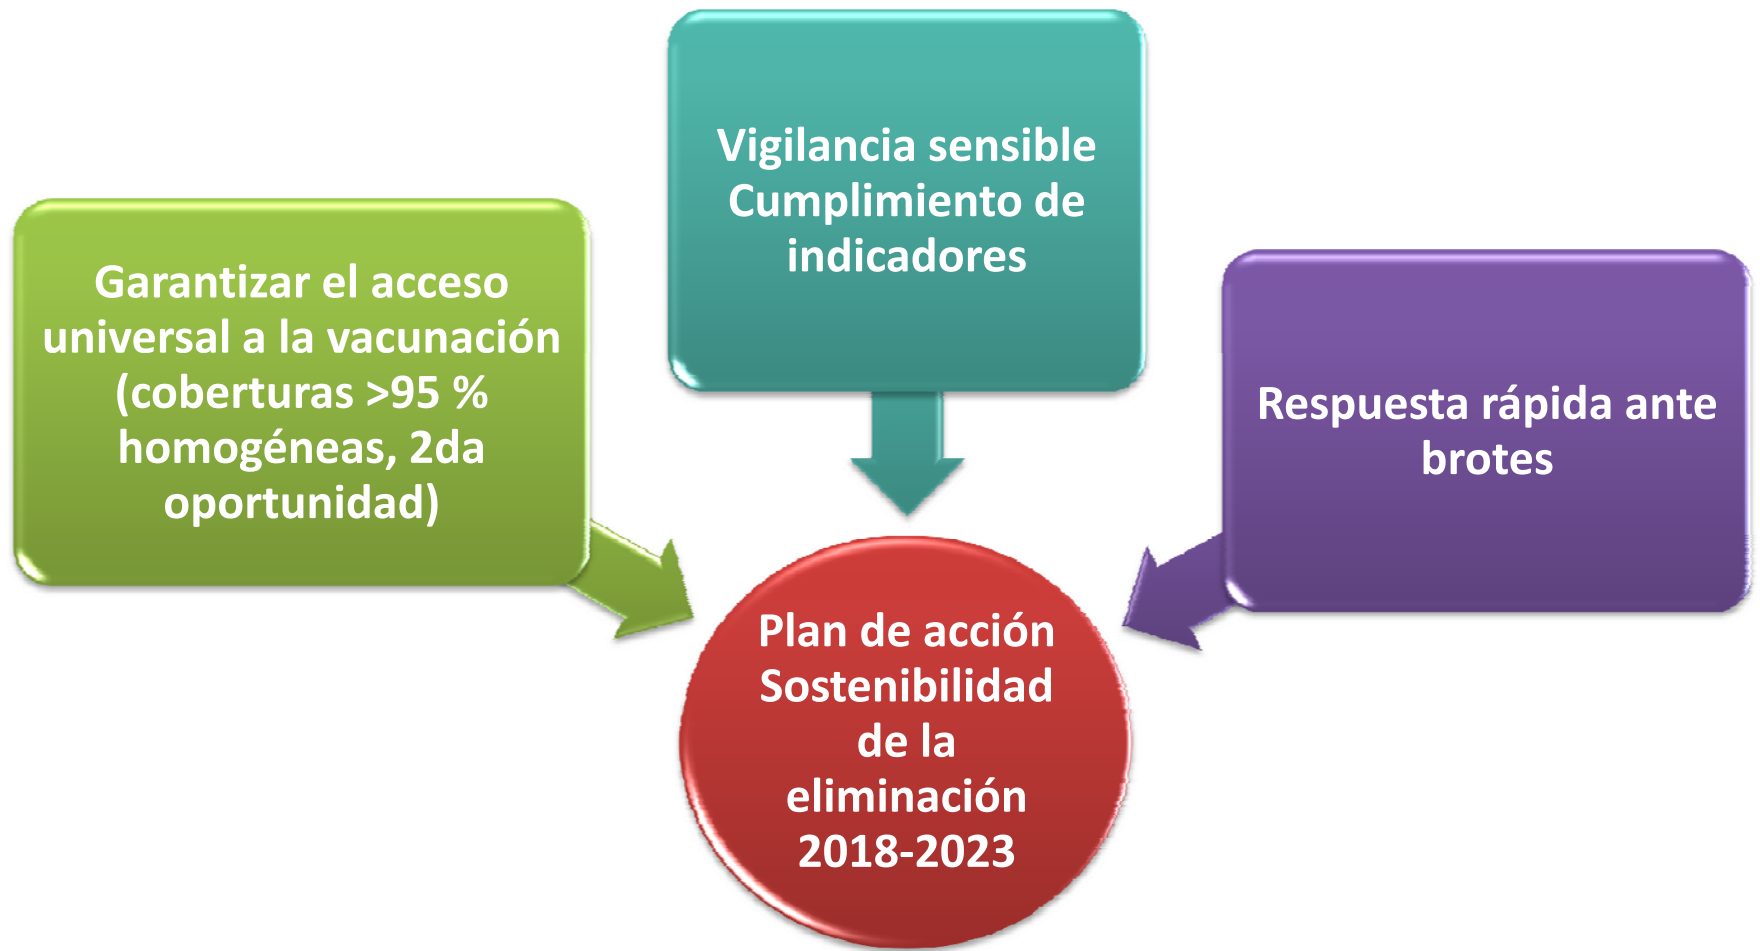 Garantizar el acceso
universal a la vacunación
(coberturas >95 %
homogéneas, 2da
oportunidad)
Vigilancia sensible
Cumplimiento de
indicadores
Respuesta rápida ante
brotes
Plan de acción
Sostenibilidad
de la
eliminación
2018-2023